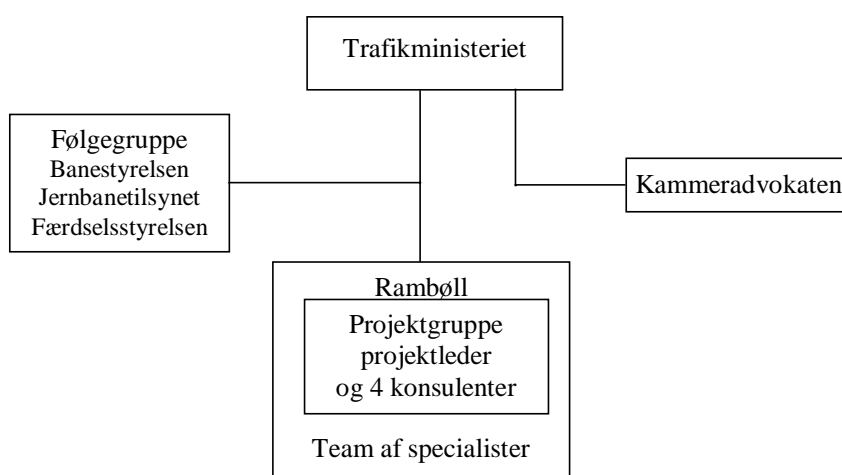 Trafikministeriet
Følgegruppe
Banestyrelsen
Jernbanetilsynet
Færdselsstyrelsen
Kammeradvokaten
Rambøll
Projektgruppe
projektleder
og 4 konsulenter
Team af specialister